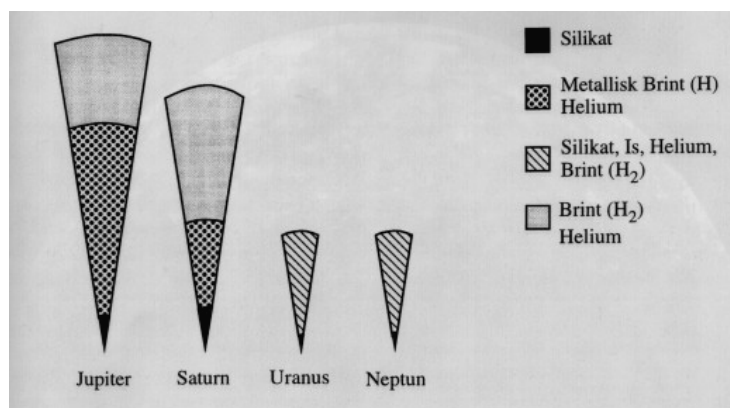 Silikat
Metallisk Brint (H)
Helium
Silikat, Is, Helium,
Brint (H2)
Brint (H2)
Helium
Jupiter
Saturn
Uranus
Neptun